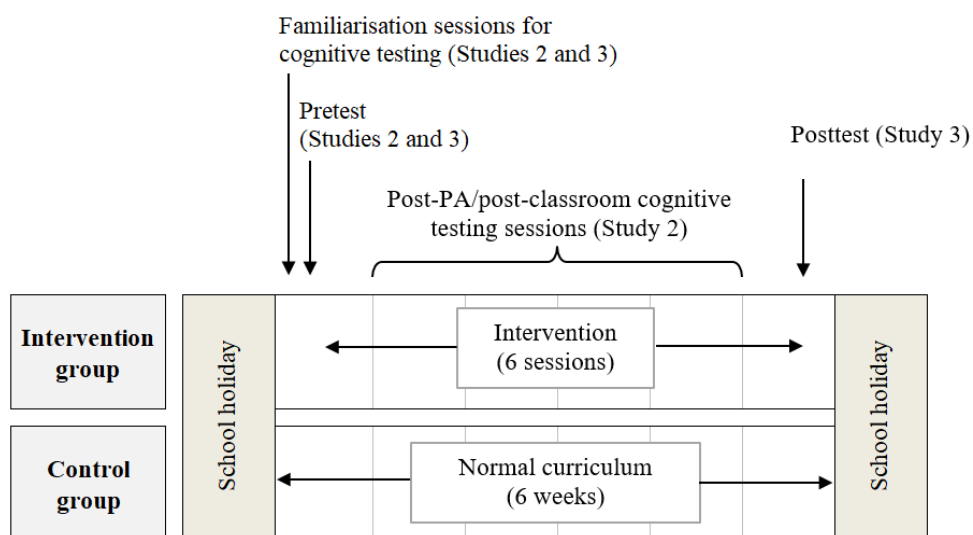 Familiarisation sessions for
cognitive testing (Studies 2 and 3)
Pretest
(Studies 2 and 3)
Posttest (Study 3)
Post-PA/post-classroom cognitive
testing sessions (Study 2)
Intervention
group
School holiday
Intervention
(6 sessions)
School holiday
Control
group
Normal curriculum
(6 weeks)